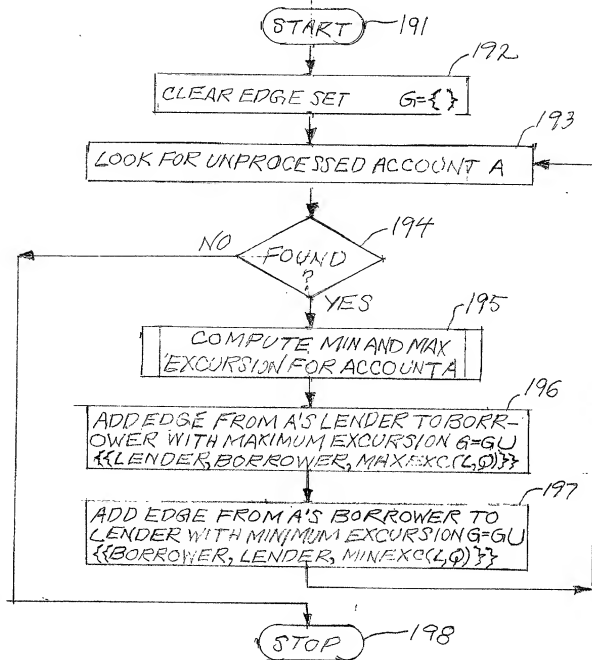 START
191
192
CLEAR EDGE SET G={}
193
LOOK FOR UNPROCESSED ACCOUNT A
194
NO
FOUND
?
YES
195
COMPUTE MIN AND MAX
EXCURSION FOR ACCOUNT A
196
ADD EDGE FROM A'S LENDER TO BORR-
OWER WITH MAXIMUM EXCURSION G=GU
{{LENDER, BORROWER, MAXEXC(L,Q)}}
197
ADD EDGE FROM A'S BORROWER TO
LENDER WITH MINIMUM EXCURSION G=GU
{{BORROWER, LENDER, MINEXC(L,Q)}}
STOP
198